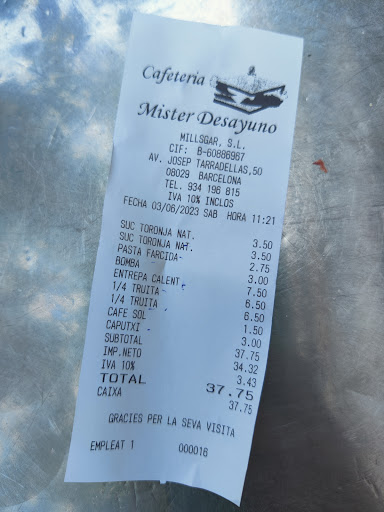 Cafeteria
Mister Desayuno
MILLSGAR, S.L.
CIF: B-60886967
AV. JOSEP TARRADELLAS,50
08029 BARCELONA
TEL. 934 196 815
IVA 10% INCLOS
FECHA 03/06/2023 SAB HORA 11:21
SUC TORONJA NAT. 3.50
SUC TORONJA NAT. 3.50
PASTA FARCIDA 2.75
BOMBA 3.00
ENTREPA CALENT 7.50
1/4 TRUITA 6.50
1/4 TRUITA 6.50
CAFE SOL 1.50
CAPUTXI 3.00
SUBTOTAL 37.75
IMP.NETO 34.32
IVA 10% 3.43
TOTAL 37.75
CAIXA 37.75
GRACIES PER LA SEVA VISITA
EMPLEAT 1 000016